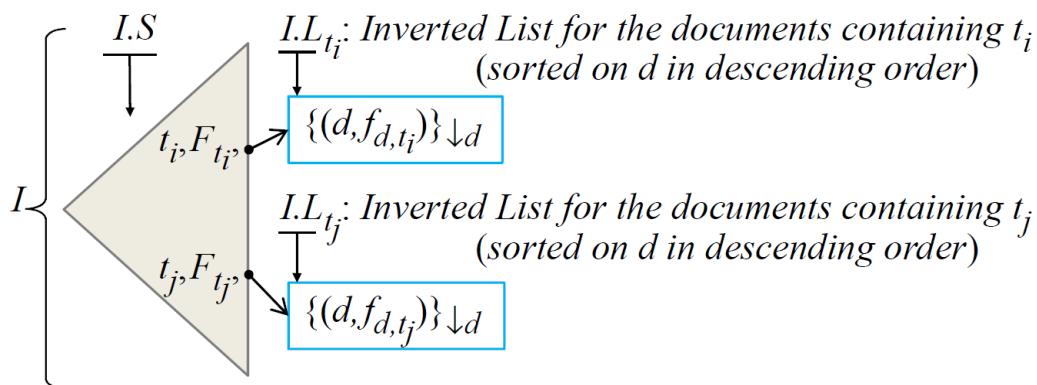 I.S
I.L_{t_i}: Inverted List for the documents containing t_i
(sorted on d in descending order)
{(d,f_{d,t_i})}_{↓d}
t_i,F_{t_i},
I
I.L_{t_j}: Inverted List for the documents containing t_j
(sorted on d in descending order)
t_j,F_{t_j},
{(d,f_{d,t_j})}_{↓d}